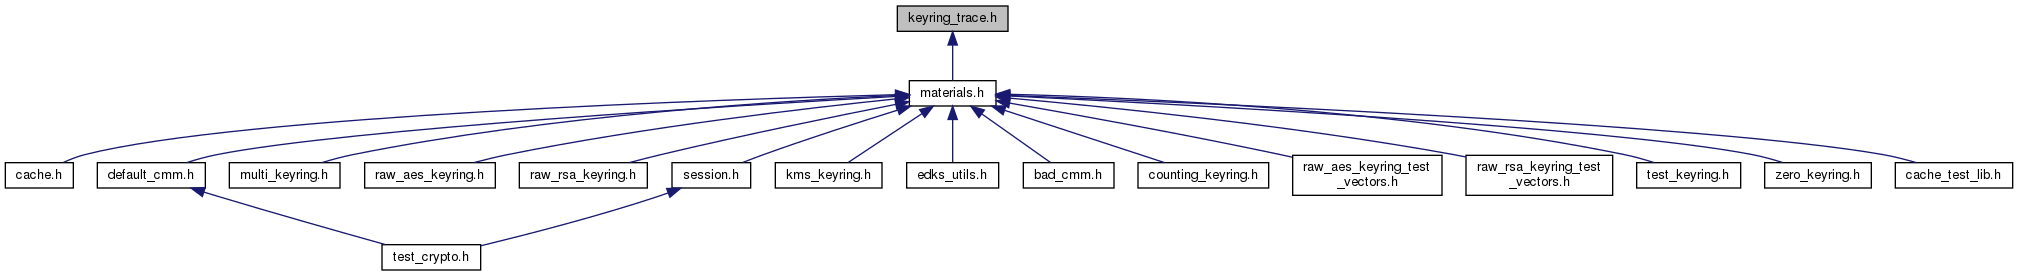 keyring_trace.h
materials.h
cache.h
default_cmm.h
multi_keyring.h
raw_aes_keyring.h
raw_rsa_keyring.h
session.h
kms_keyring.h
edks_utils.h
bad_cmm.h
counting_keyring.h
raw_aes_keyring_test
_vectors.h
raw_rsa_keyring_test
_vectors.h
test_keyring.h
zero_keyring.h
cache_test_lib.h
test_crypto.h